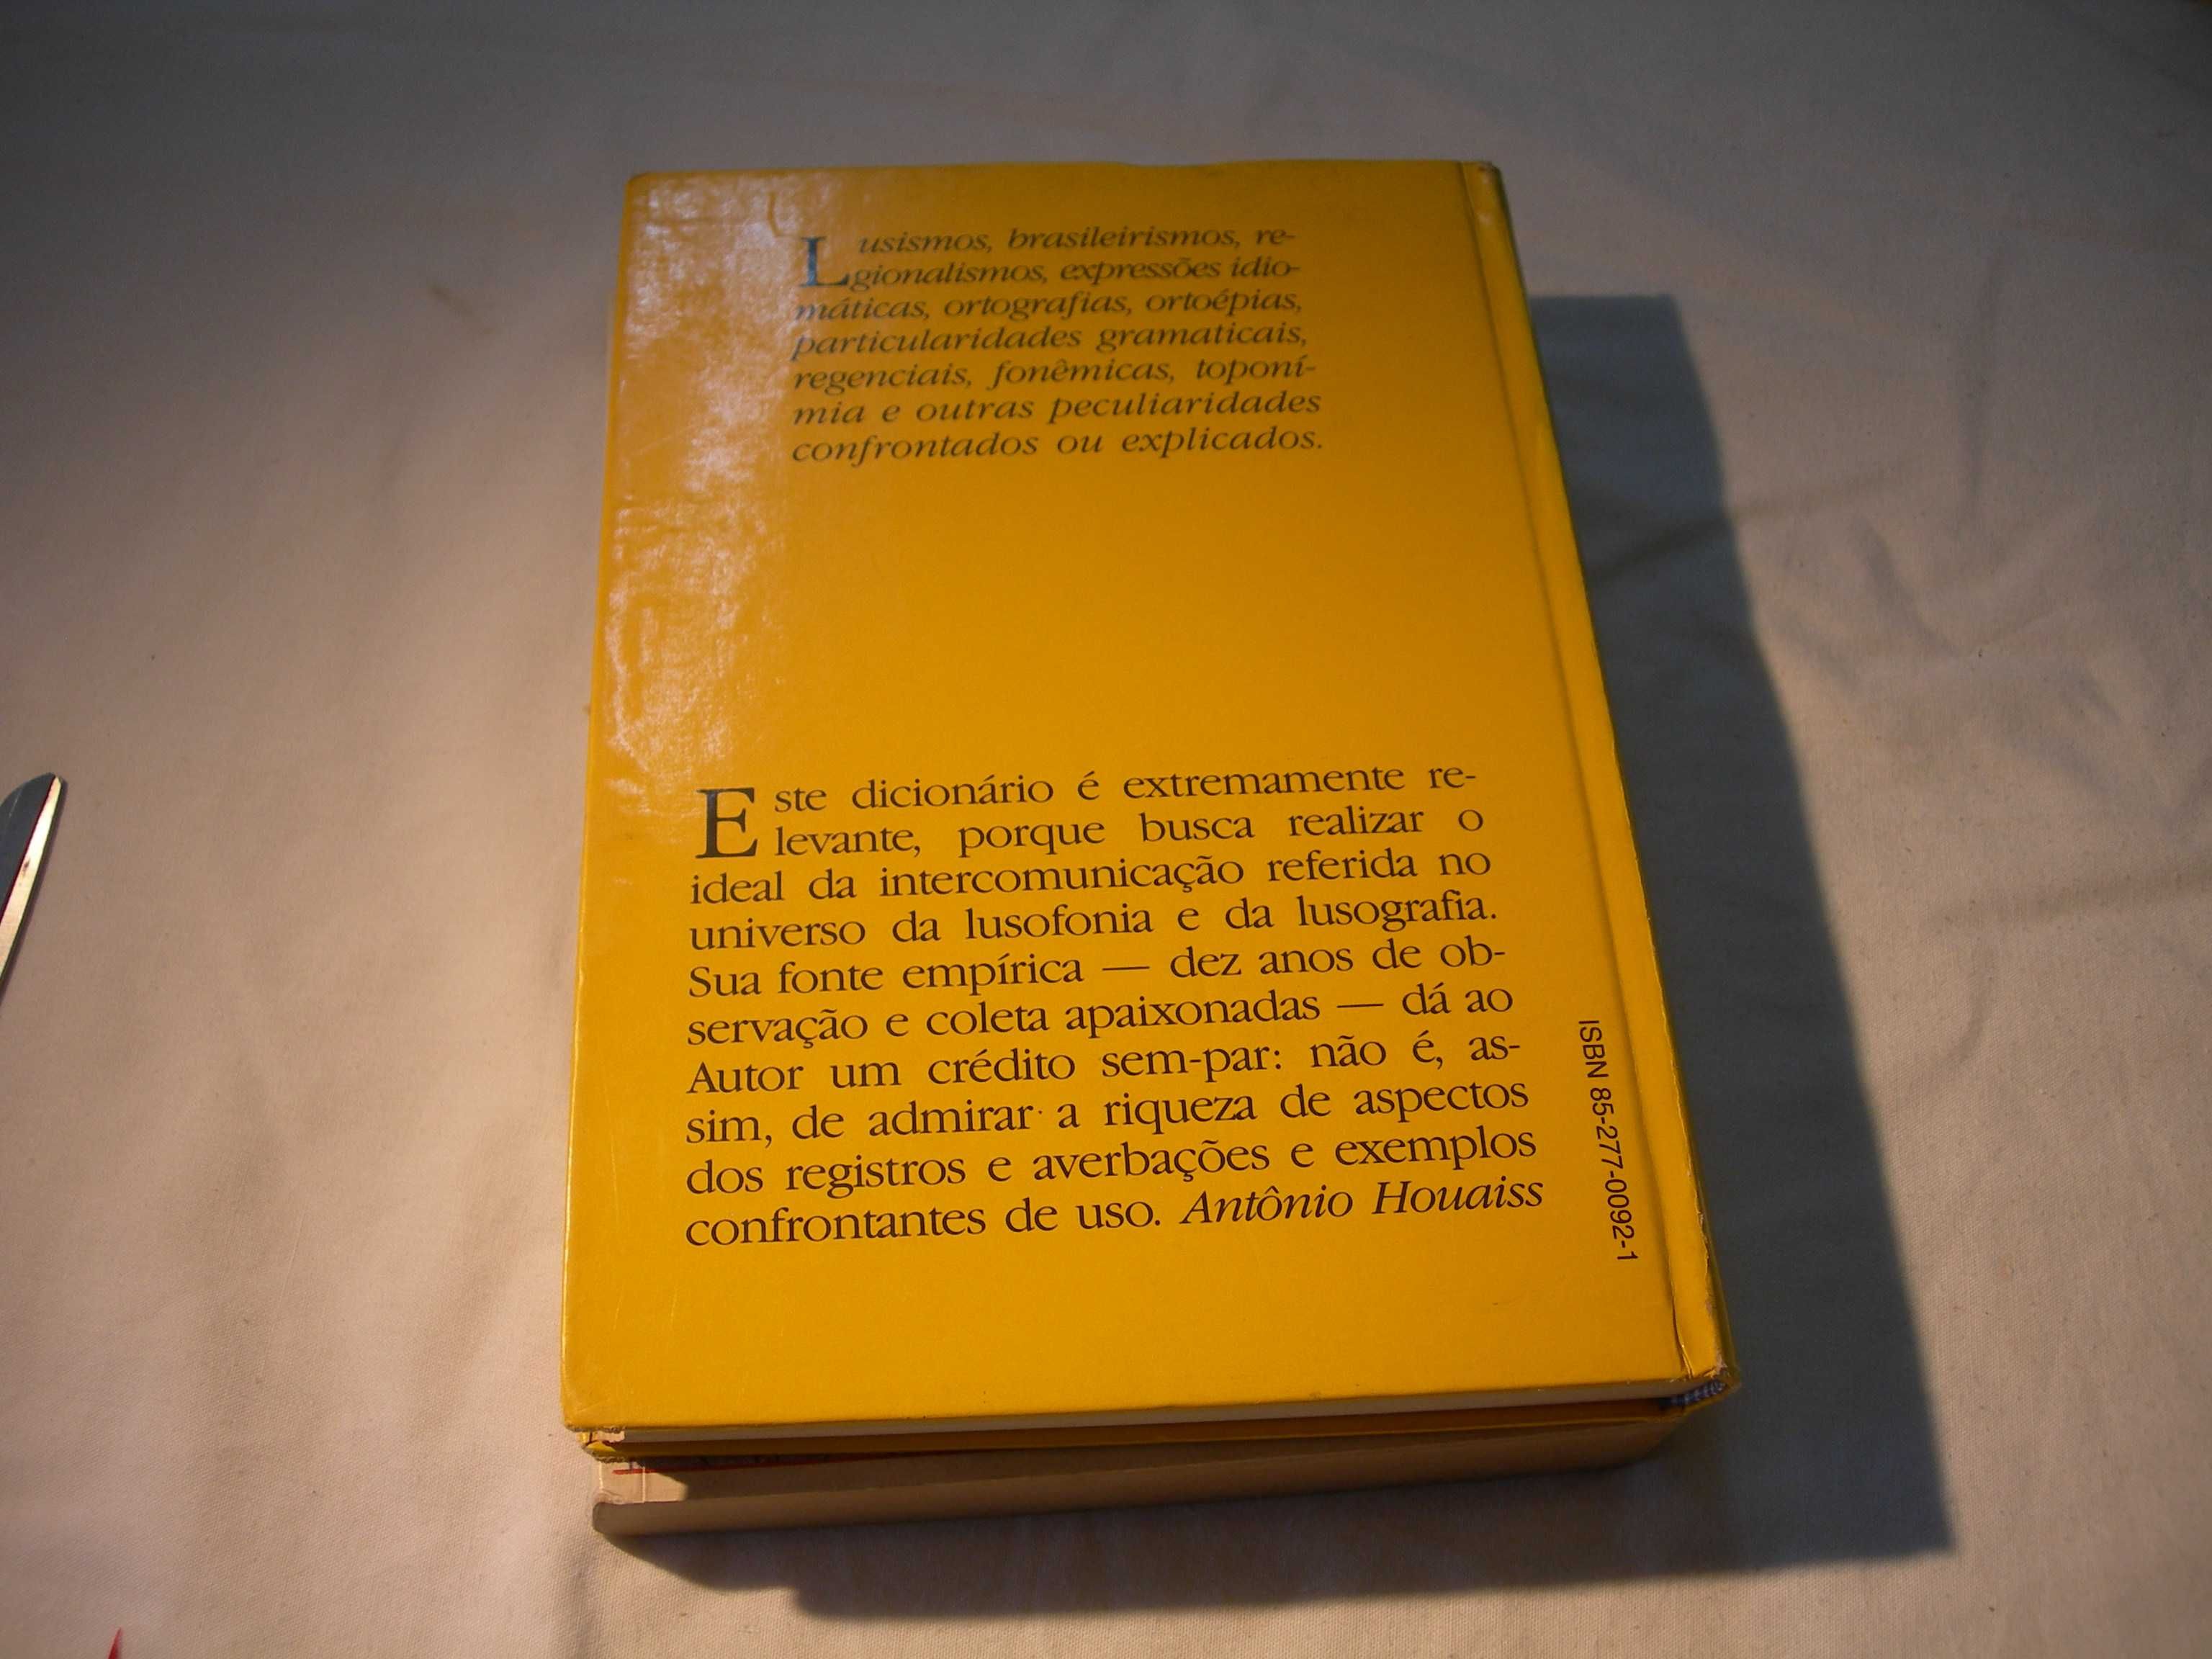 Lusismos, brasileirismos, re-
gionalismos, expressões idio-
máticas, ortografias, ortoépias,
particularidades gramaticais,
regenciais, fonêmicas, toponí-
mia e outras peculiaridades
confrontados ou explicados.
Este dicionário é extremamente re-
levante, porque busca realizar o
ideal da intercomunicação referida no
universo da lusofonia e da lusografia.
Sua fonte empírica — dez anos de ob-
servação e coleta apaixonadas — dá ao
Autor um crédito sem-par: não é, as-
sim, de admirar a riqueza de aspectos
dos registros e averbações e exemplos
confrontantes de uso. Antônio Houaiss
ISBN 85-277-0092-1